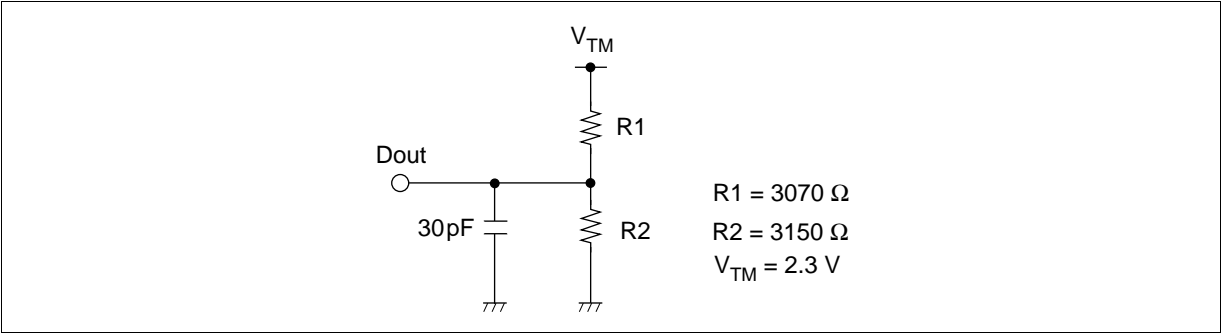 V_TM
R1
Dout
30pF
R2
R1 = 3070 Ω
R2 = 3150 Ω
V_TM = 2.3 V